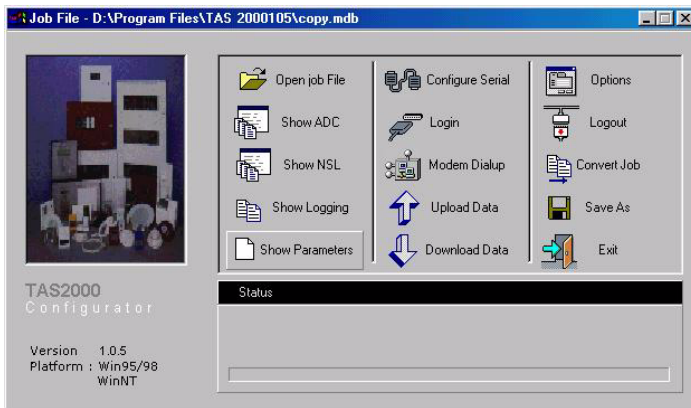 Job File - D:\Program Files\TAS 2000105\copy.mdb
Open job File
Configure Serial
Options
Show ADC
Login
Logout
Show NSL
Modem Dialup
Convert Job
Show Logging
Upload Data
Save As
Show Parameters
Download Data
Exit
TAS2000
Configurator
Status
Version 1.0.5
Platform : Win95/98
WinNT